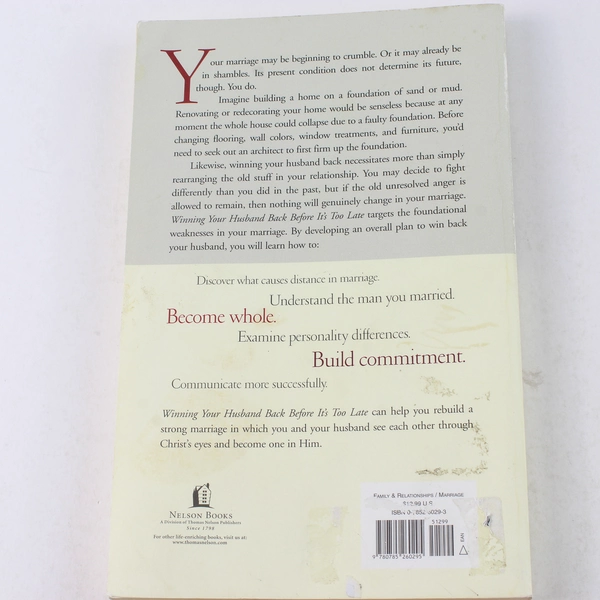 Your marriage may be beginning to crumble. Or it may already be
in shambles. Its present condition does not determine its future,
though. You do.
Imagine building a home on a foundation of sand or mud.
Renovating or redecorating your home would be senseless because at any
moment the whole house could collapse due to a faulty foundation. Before
changing flooring, wall colors, window treatments, and furniture, you'd
need to seek out an architect to first firm up the foundation.
Likewise, winning your husband back necessitates more than simply
rearranging the old stuff in your relationship. You may decide to fight
differently than you did in the past, but if the old unresolved anger is
allowed to remain, then nothing will genuinely change in your marriage.
Winning Your Husband Back Before It's Too Late targets the foundational
weaknesses in your marriage. By developing an overall plan to win back
your husband, you will learn how to:
Discover what causes distance in marriage.
Understand the man you married.
Become whole.
Examine personality differences.
Build commitment.
Communicate more successfully.
Winning Your Husband Back Before It's Too Late can help you rebuild a
strong marriage in which you and your husband see each other through
Christ's eyes and become one in Him.
NELSON BOOKS
A Division of Thomas Nelson Publishers
Since 1798
For other life-enriching books, visit us at:
www.thomasnelson.com
FAMILY & RELATIONSHIPS / MARRIAGE
$12.99 U.S.
51299
EAN
9 780785 260295